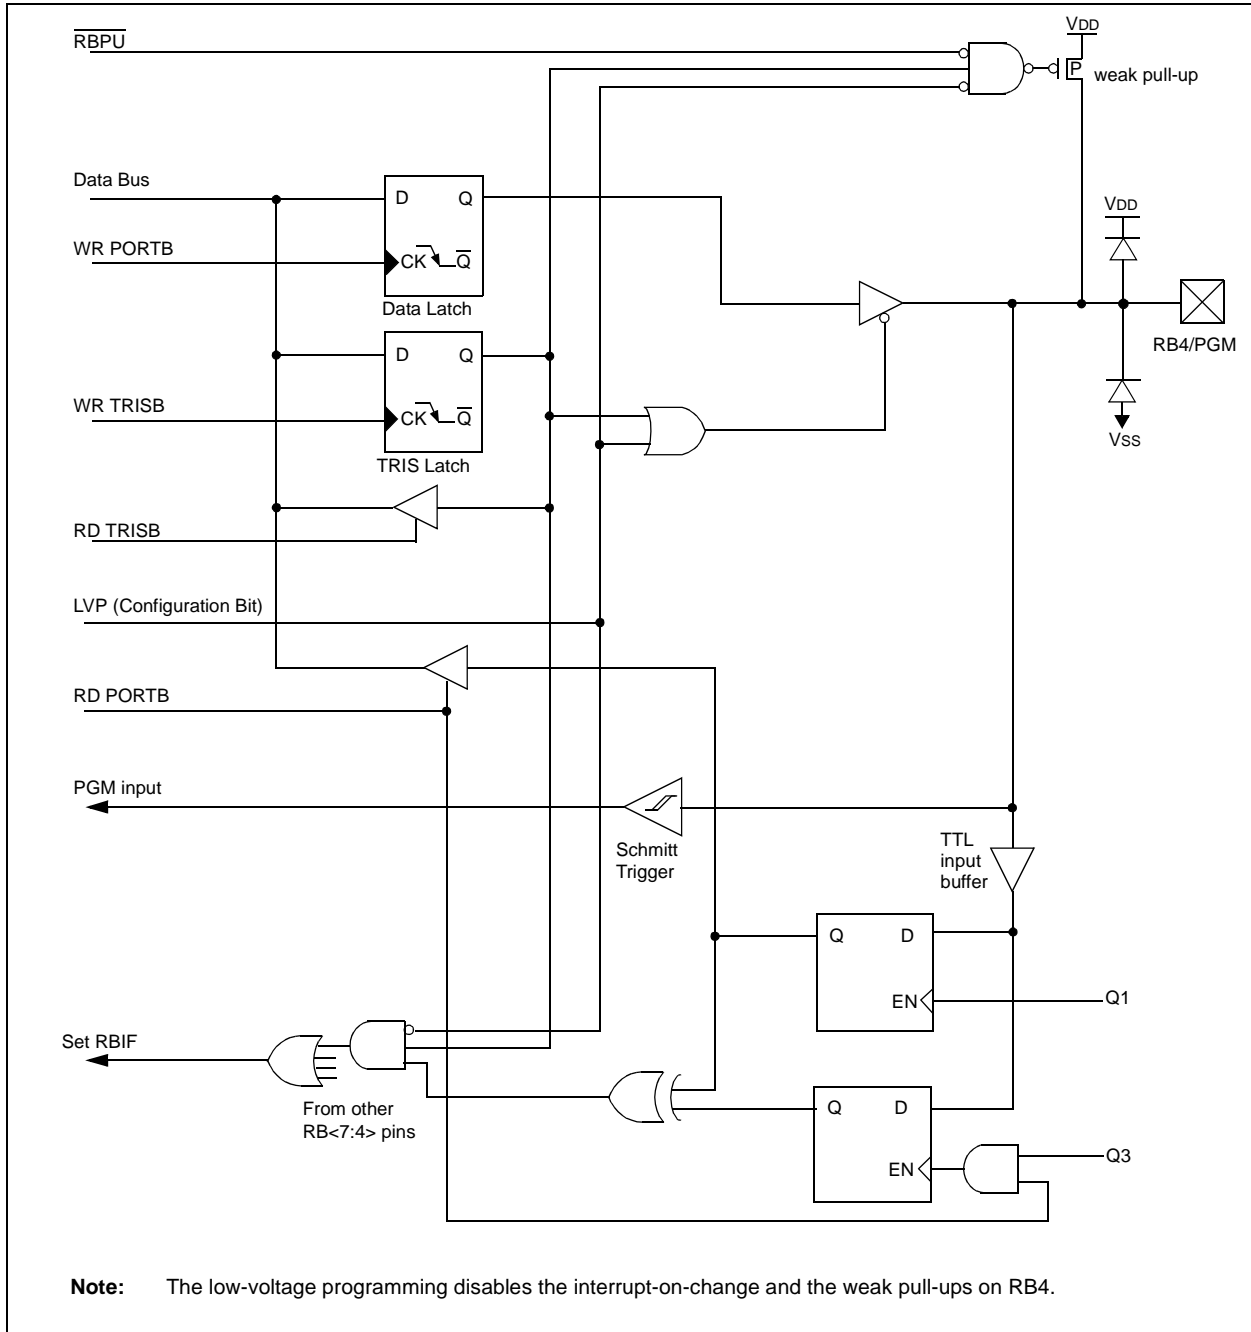 RBPU
VDD
P
weak pull-up
Data Bus
D Q
VDD
WR PORTB
CK Q
Data Latch
D Q
RB4/PGM
WR TRISB
CK Q
VSS
TRIS Latch
RD TRISB
LVP (Configuration Bit)
RD PORTB
PGM input
Schmitt
Trigger
TTL
input
buffer
Q D
EN
Q1
Set RBIF
From other
RB<7:4> pins
Q D
EN
Q3
Note: The low-voltage programming disables the interrupt-on-change and the weak pull-ups on RB4.